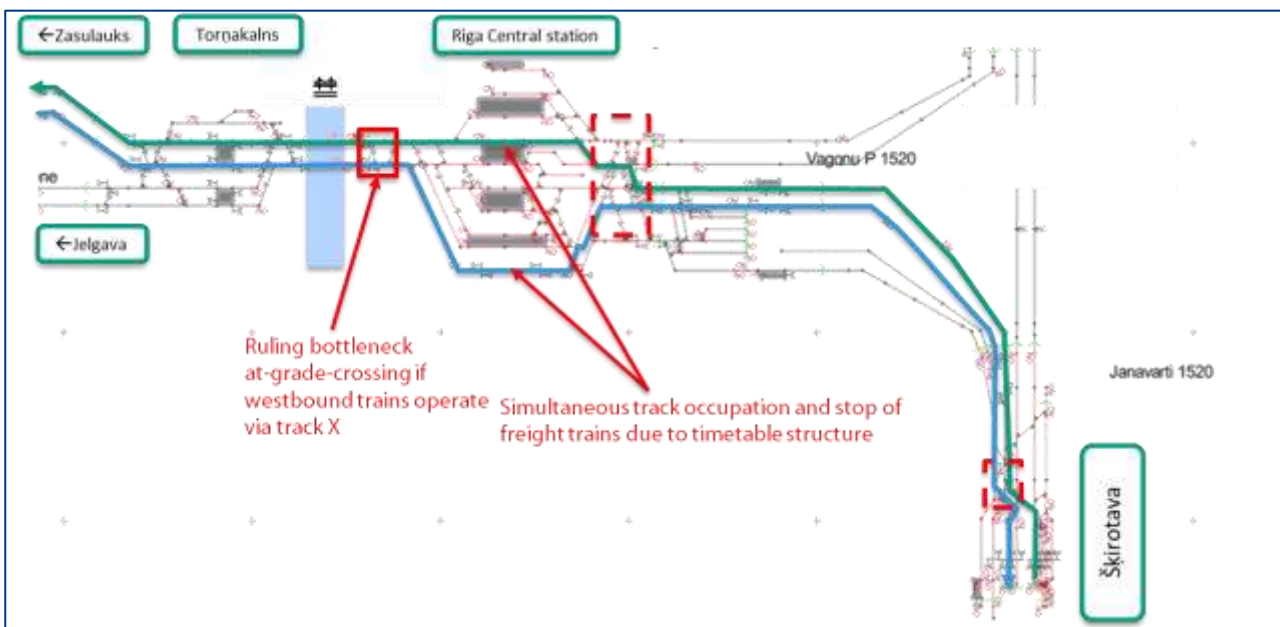 ←Zasulauks
Torņakalns
Riga Central station
Vagonu P 1520
ne
←Jelgava
Ruling bottleneck
at-grade-crossing if
westbound trains operate
via track X
Simultaneous track occupation and stop of
freight trains due to timetable structure
Janavarti 1520
Šķirotava